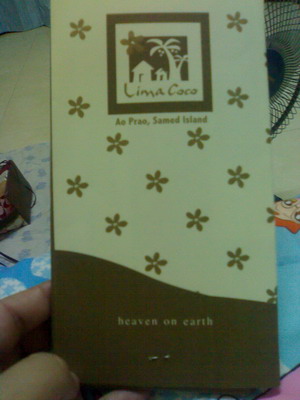 Lima Coco
Ao Prao, Samed Island
heaven on earth